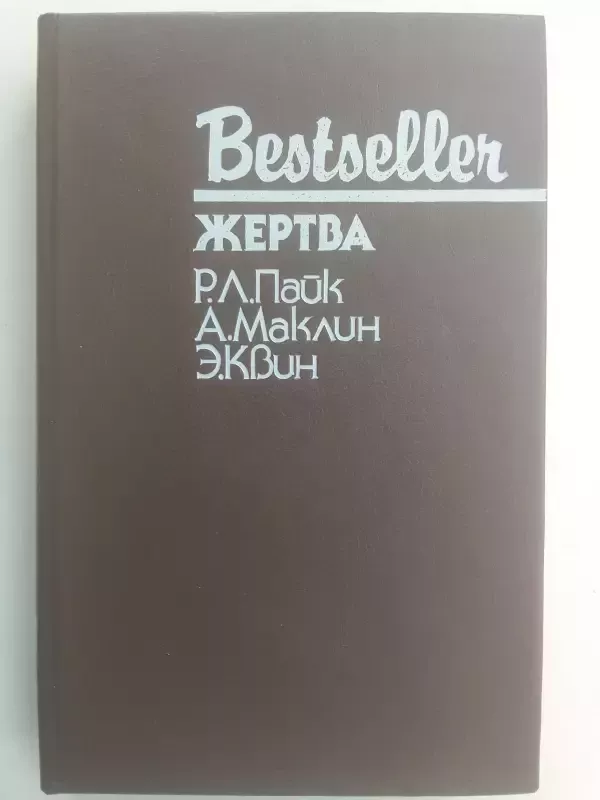 Bestseller
ЖЕРТВА
Р.Л.Пайк
А.Маклин
Э.Квин